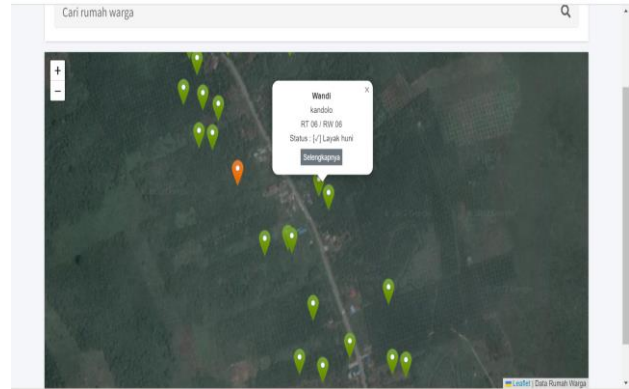 Cari rumah warga
+
−
x
Wandi
kandolo
RT 06 / RW 06
Status : [√] Layak huni
Selengkapnya
Leaflet | Data Rumah Warga